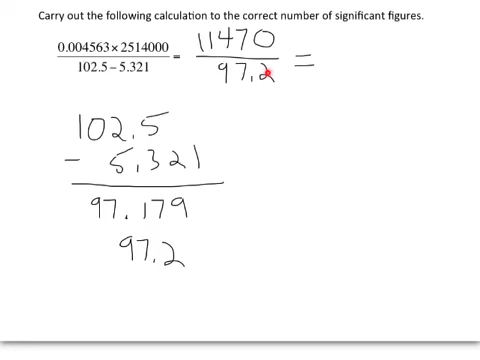 Carry out the following calculation to the correct number of significant figures.
0.004563×2514000 / 102.5−5.321 = 11470 / 97.2 =
102.5
− 5.321
97.179
97.2